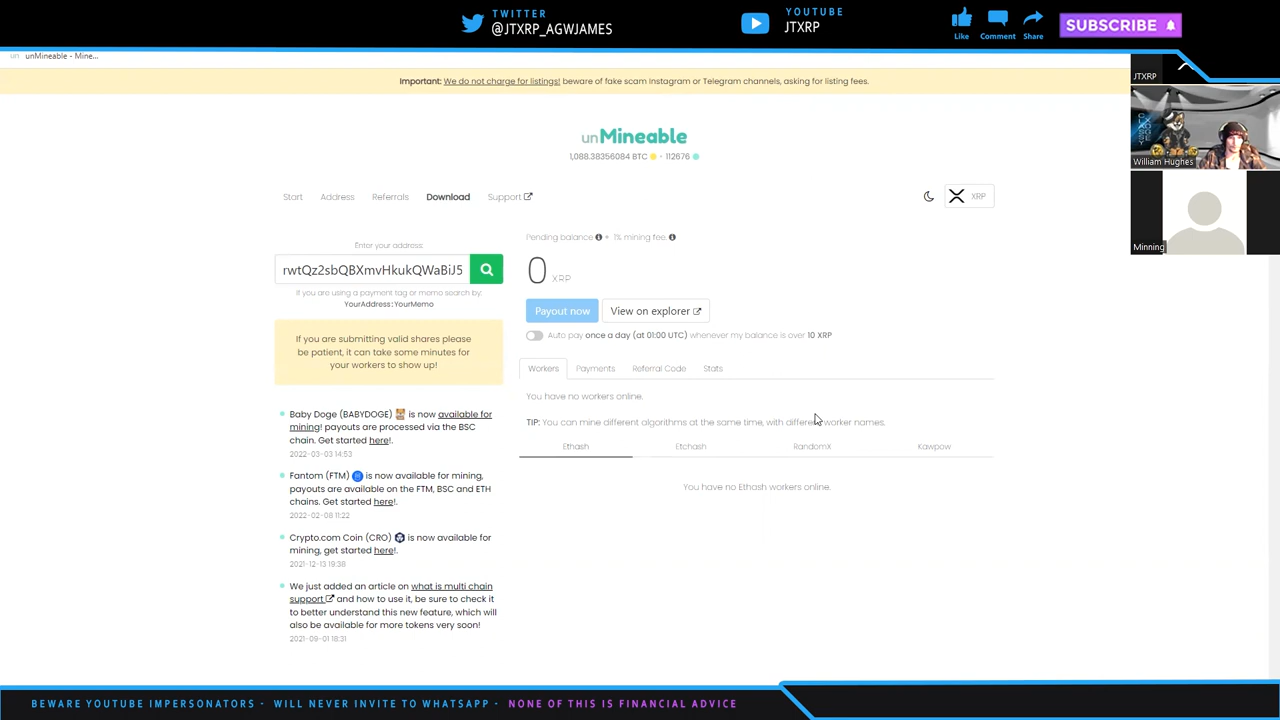 TWITTER
@JTXRP_AGWJAMES
YOUTUBE
JTXRP
Like
Comment
Share
SUBSCRIBE
unMineable - Mine...
JTXRP
Important: We do not charge for listings! beware of fake scam Instagram or Telegram channels, asking for listing fees.
unMineable
1,088.38356084 BTC - 112676
William Hughes
Minning
Start
Address
Referrals
Download
Support
XRP
Enter your address:
rwtQz2sbQBXmvHkukQWaBiJ5
If you are using a payment tag or memo search by:
YourAddress:YourMemo
If you are submitting valid shares please
be patient, it can take some minutes for
your workers to show up!
Baby Doge (BABYDOGE) is now available for
mining! payouts are processed via the BSC
chain. Get started here!.
2022-03-03 14:53
Fantom (FTM) is now available for mining,
payouts are available on the FTM, BSC and ETH
chains. Get started here!.
2022-02-08 11:22
Crypto.com Coin (CRO) is now available for
mining, get started here!.
2021-12-13 19:38
We just added an article on what is multi chain
support and how to use it, be sure to check it
to better understand this new feature, which will
also be available for more tokens very soon!
2021-09-01 18:31
Pending balance + 1% mining fee.
0 XRP
Payout now
View on explorer
Auto pay once a day (at 01:00 UTC) whenever my balance is over 10 XRP
Workers
Payments
Referral Code
Stats
You have no workers online.
TIP: You can mine different algorithms at the same time, with different worker names.
Ethash
Etchash
RandomX
Kawpow
You have no Ethash workers online.
BEWARE YOUTUBE IMPERSONATORS - WILL NEVER INVITE TO WHATSAPP - NONE OF THIS IS FINANCIAL ADVICE